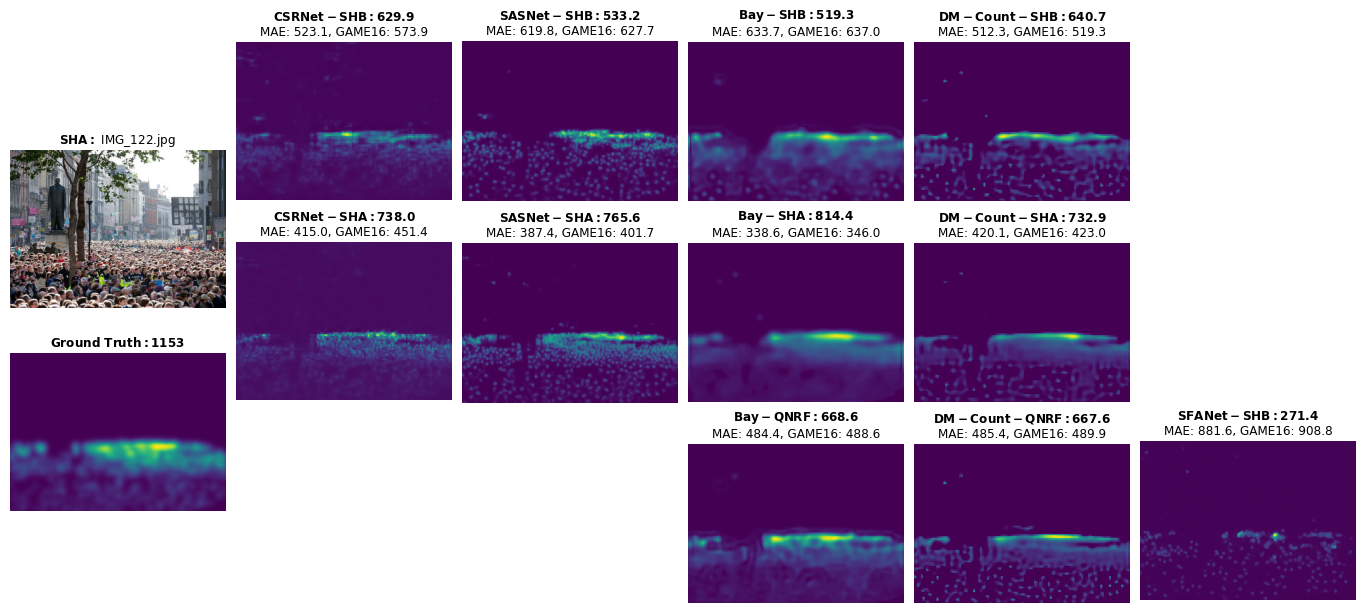 CSRNet − SHB : 629.9
MAE: 523.1, GAME16: 573.9
SASNet − SHB : 533.2
MAE: 619.8, GAME16: 627.7
Bay − SHB : 519.3
MAE: 633.7, GAME16: 637.0
DM − Count − SHB : 640.7
MAE: 512.3, GAME16: 519.3
SHA : IMG_122.jpg
CSRNet − SHA : 738.0
MAE: 415.0, GAME16: 451.4
SASNet − SHA : 765.6
MAE: 387.4, GAME16: 401.7
Bay − SHA : 814.4
MAE: 338.6, GAME16: 346.0
DM − Count − SHA : 732.9
MAE: 420.1, GAME16: 423.0
Ground Truth : 1153
Bay − QNRF : 668.6
MAE: 484.4, GAME16: 488.6
DM − Count − QNRF : 667.6
MAE: 485.4, GAME16: 489.9
SFANet − SHB : 271.4
MAE: 881.6, GAME16: 908.8